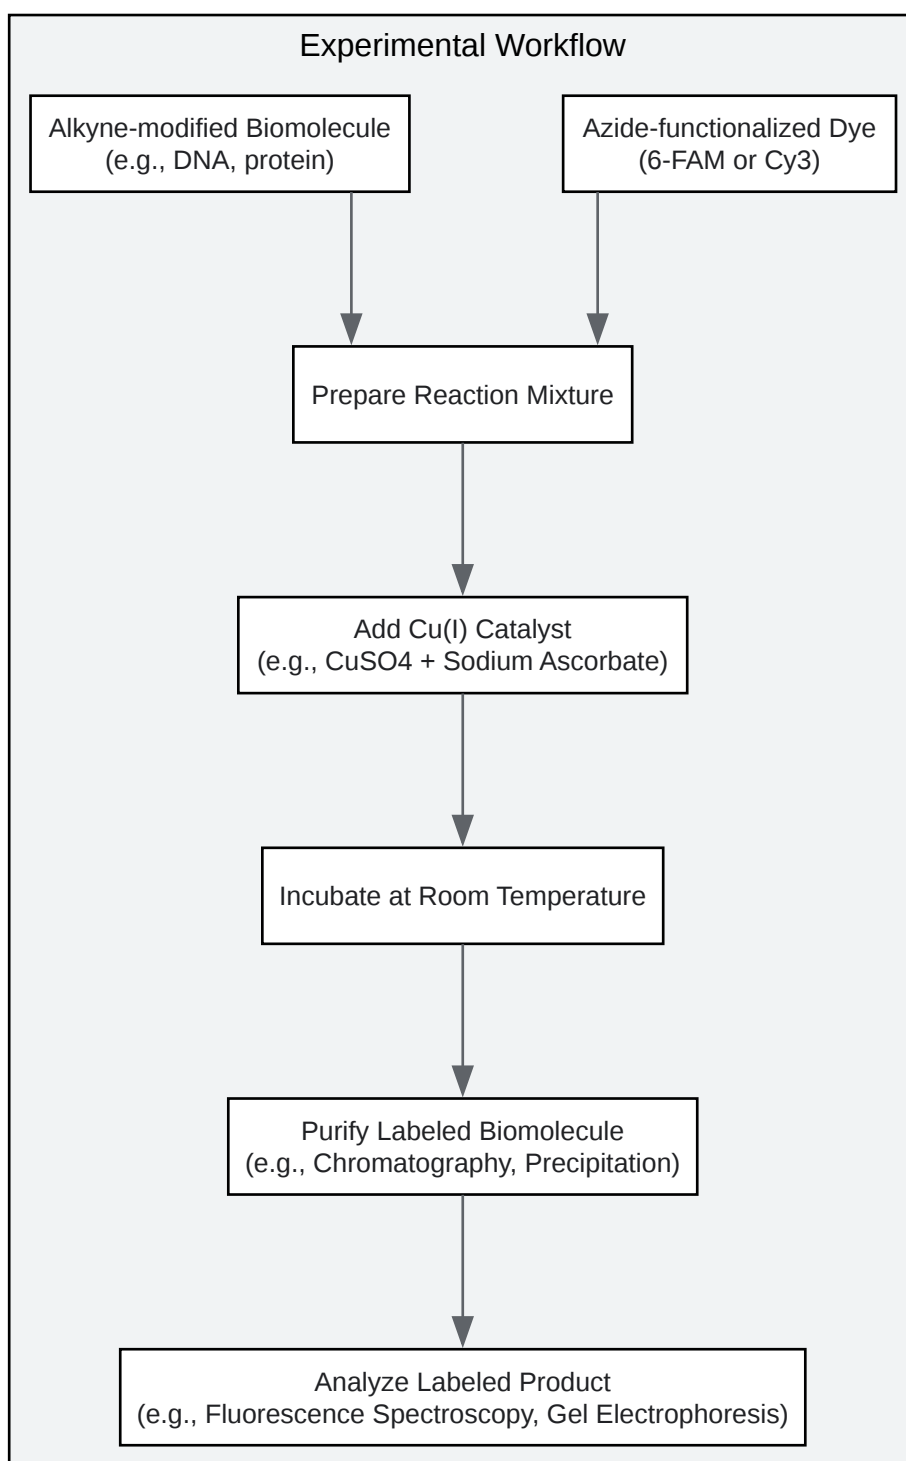 Experimental Workflow
Alkyne-modified Biomolecule
(e.g., DNA, protein)
Azide-functionalized Dye
(6-FAM or Cy3)
Prepare Reaction Mixture
Add Cu(I) Catalyst
(e.g., CuSO4 + Sodium Ascorbate)
Incubate at Room Temperature
Purify Labeled Biomolecule
(e.g., Chromatography, Precipitation)
Analyze Labeled Product
(e.g., Fluorescence Spectroscopy, Gel Electrophoresis)